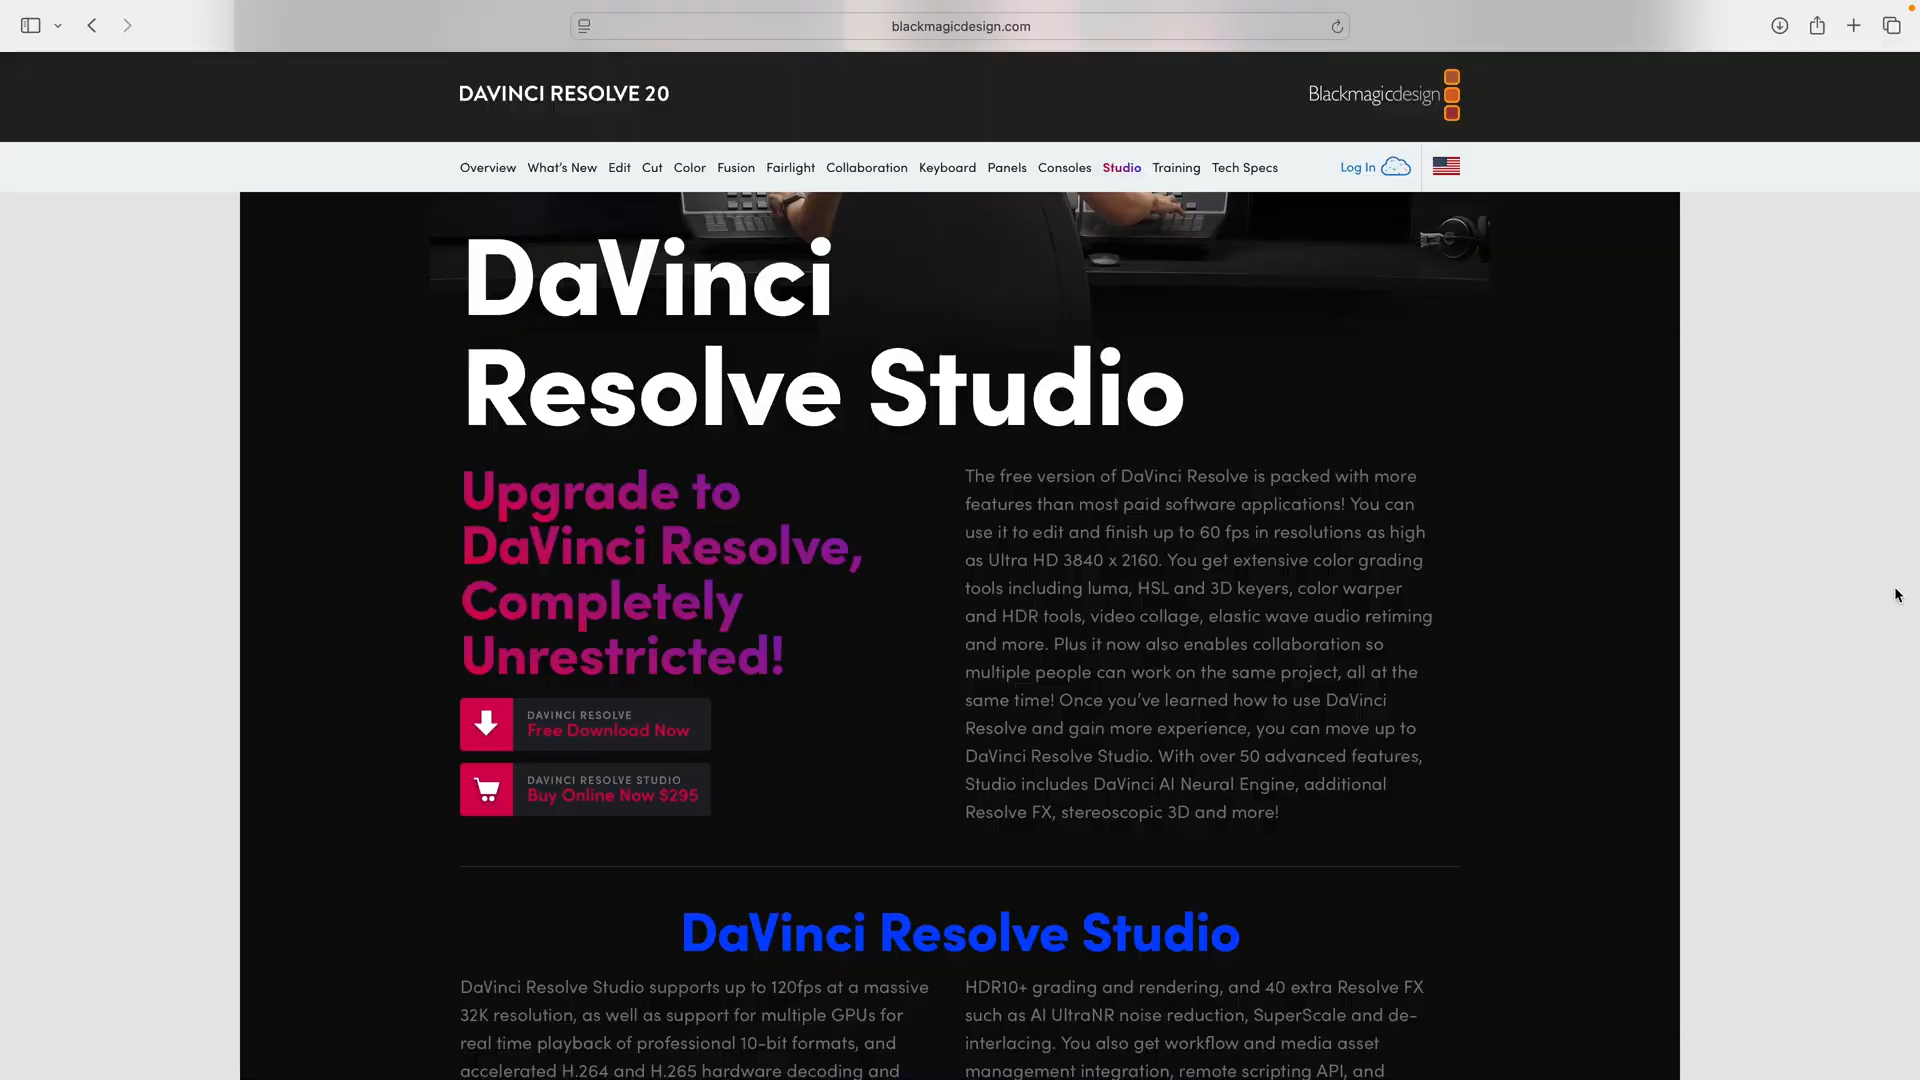 blackmagicdesign.com
DAVINCI RESOLVE 20
Blackmagicdesign
Overview What's New Edit Cut Color Fusion Fairlight Collaboration Keyboard Panels Consoles Studio Training Tech Specs Log In
DaVinci
Resolve Studio
Upgrade to
DaVinci Resolve,
Completely
Unrestricted!
DAVINCI RESOLVE
Free Download Now
DAVINCI RESOLVE STUDIO
Buy Online Now $295
The free version of DaVinci Resolve is packed with more
features than most paid software applications! You can
use it to edit and finish up to 60 fps in resolutions as high
as Ultra HD 3840 x 2160. You get extensive color grading
tools including luma, HSL and 3D keyers, color warper
and HDR tools, video collage, elastic wave audio retiming
and more. Plus it now also enables collaboration so
multiple people can work on the same project, all at the
same time! Once you've learned how to use DaVinci
Resolve and gain more experience, you can move up to
DaVinci Resolve Studio. With over 50 advanced features,
Studio includes DaVinci AI Neural Engine, additional
Resolve FX, stereoscopic 3D and more!
DaVinci Resolve Studio
DaVinci Resolve Studio supports up to 120fps at a massive
32K resolution, as well as support for multiple GPUs for
real time playback of professional 10-bit formats, and
accelerated H.264 and H.265 hardware decoding and
HDR10+ grading and rendering, and 40 extra Resolve FX
such as AI UltraNR noise reduction, SuperScale and de-
interlacing. You also get workflow and media asset
management integration, remote scripting API, and